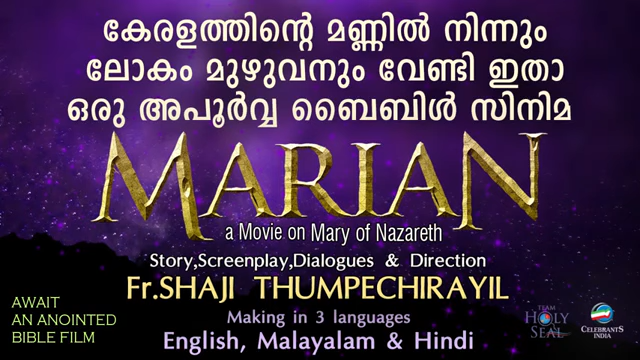 കേരളത്തിന്റെ മണ്ണിൽ നിന്നും
ലോകം മുഴുവനും വേണ്ടി ഇതാ
ഒരു അപൂർവ്വ ബൈബിൾ സിനിമ
MARIAN
a Movie on Mary of Nazareth
Story,Screenplay,Dialogues & Direction
Fr.SHAJI THUMPECHIRAYIL
Making in 3 languages
English, Malayalam & Hindi
AWAIT
AN ANOINTED
BIBLE FILM
TEAM
HOLY
SEAL
CELEBRANTS
INDIA